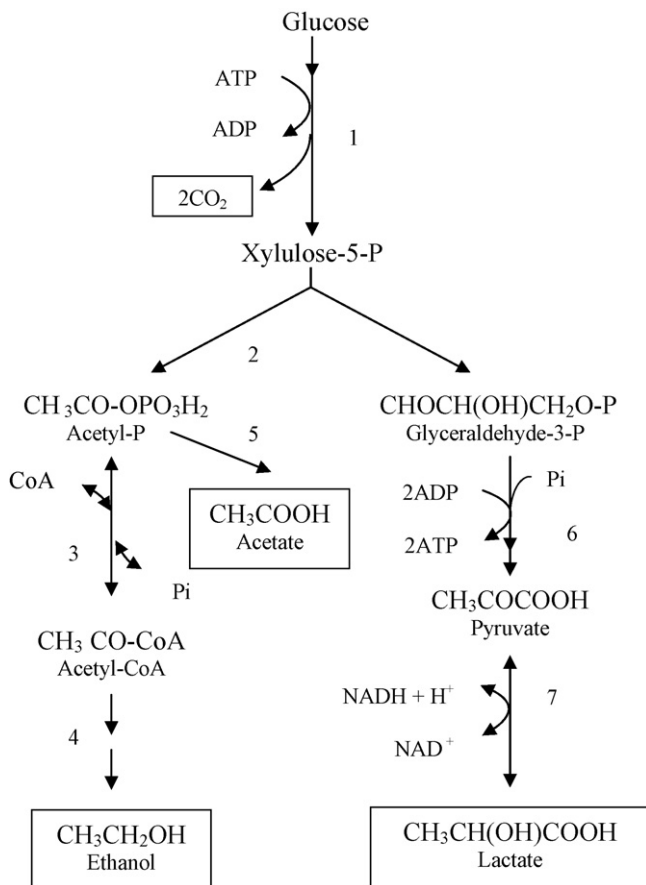 Glucose
ATP
ADP
1
2CO₂
Xylulose-5-P
2
CH₃CO-OPO₃H₂
Acetyl-P
5
CHOCH(OH)CH₂O-P
Glyceraldehyde-3-P
CoA
CH₃COOH
Acetate
3
Pi
2ADP
Pi
2ATP
6
CH₃COCOOH
Pyruvate
CH₃ CO-CoA
Acetyl-CoA
NADH + H⁺
7
NAD⁺
4
CH₃CH₂OH
Ethanol
CH₃CH(OH)COOH
Lactate